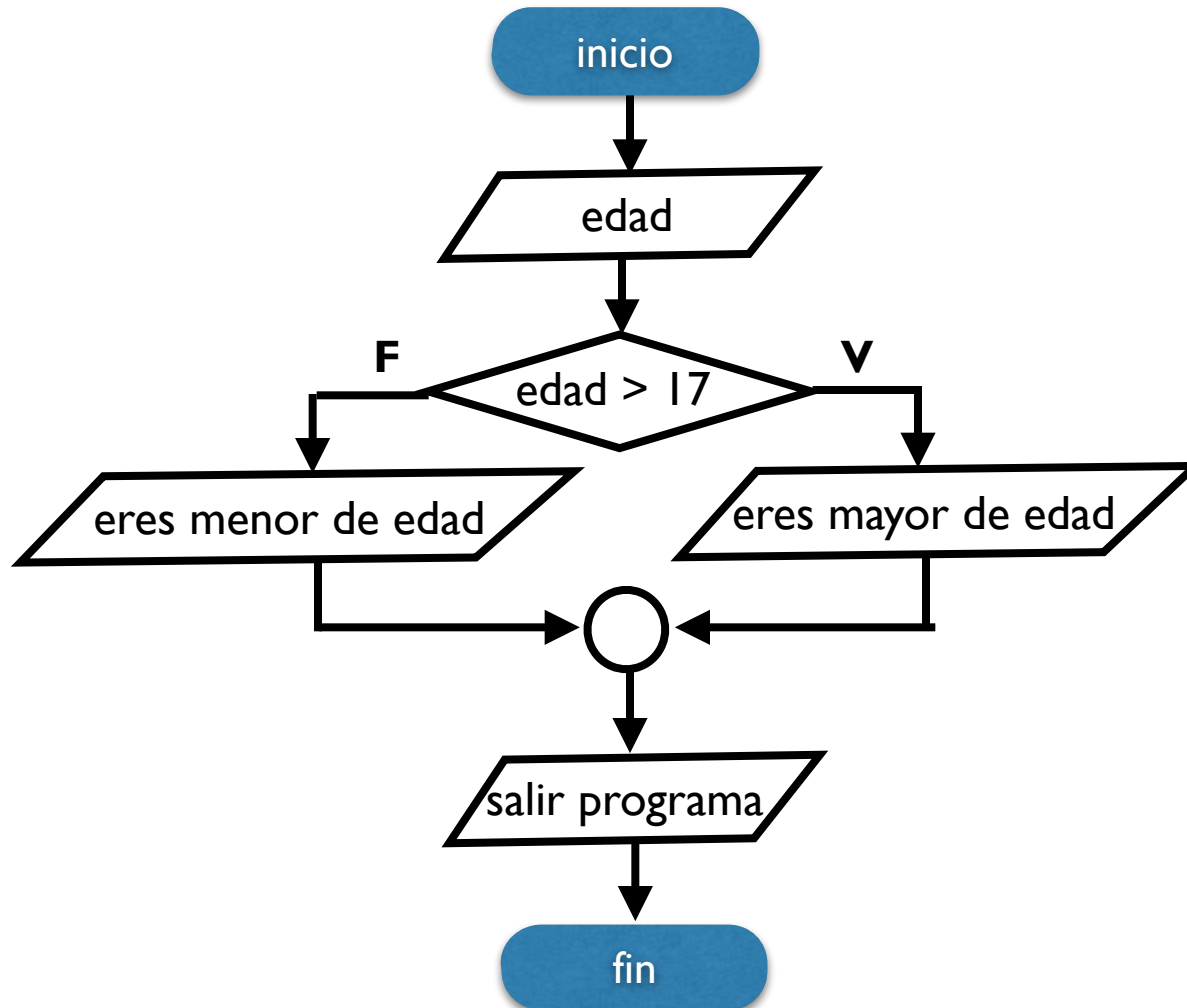 inicio
edad
F
V
edad > 17
eres menor de edad
eres mayor de edad
salir programa
fin